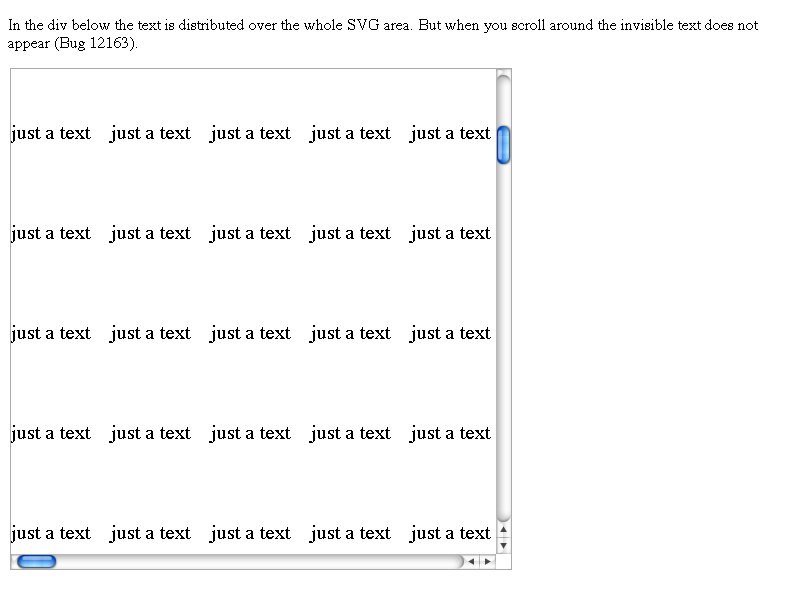 In the div below the text is distributed over the whole SVG area. But when you scroll around the invisible text does not
appear (Bug 12163).
just a text just a text just a text just a text just a text
just a text just a text just a text just a text just a text
just a text just a text just a text just a text just a text
just a text just a text just a text just a text just a text
just a text just a text just a text just a text just a text